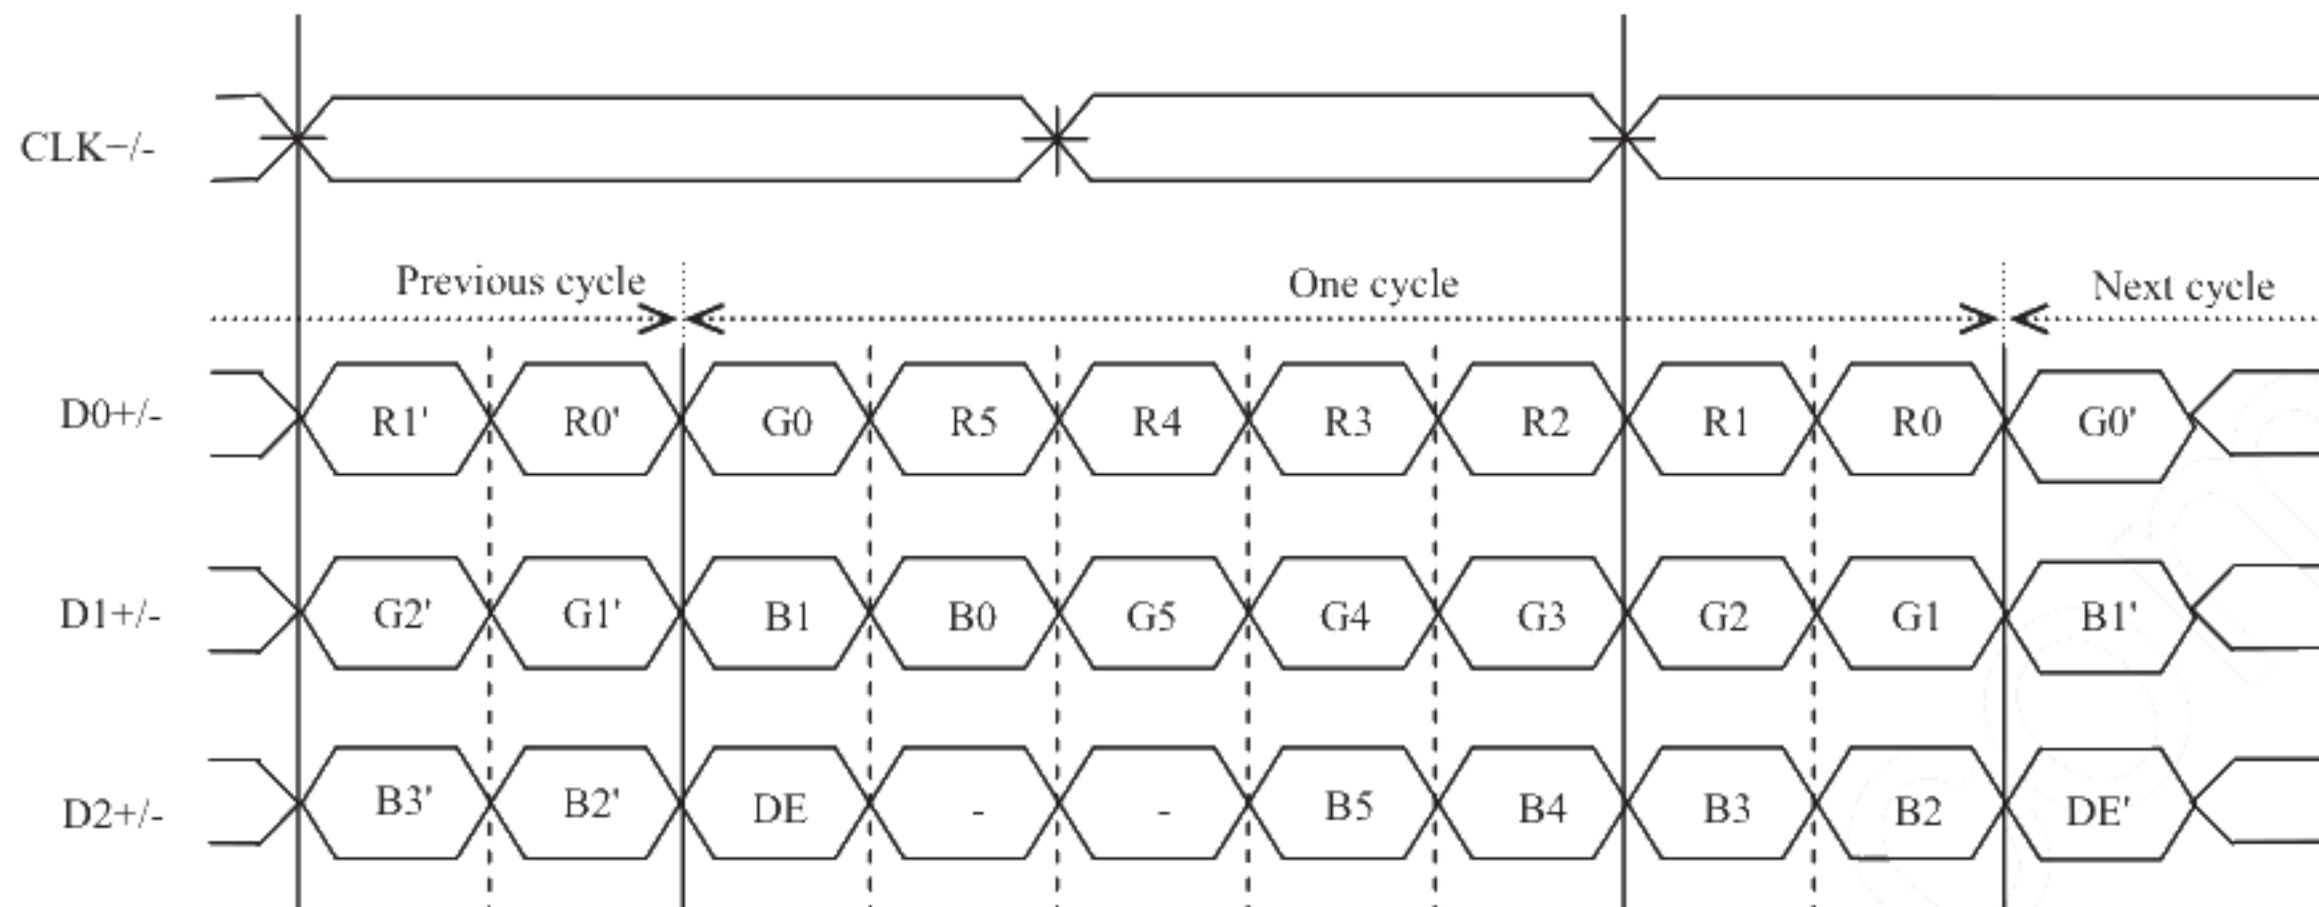 CLK−/-
Previous cycle One cycle Next cycle
D0+/- R1' R0' G0 R5 R4 R3 R2 R1 R0 G0'
D1+/- G2' G1' B1 B0 G5 G4 G3 G2 G1 B1'
D2+/- B3' B2' DE - - B5 B4 B3 B2 DE'